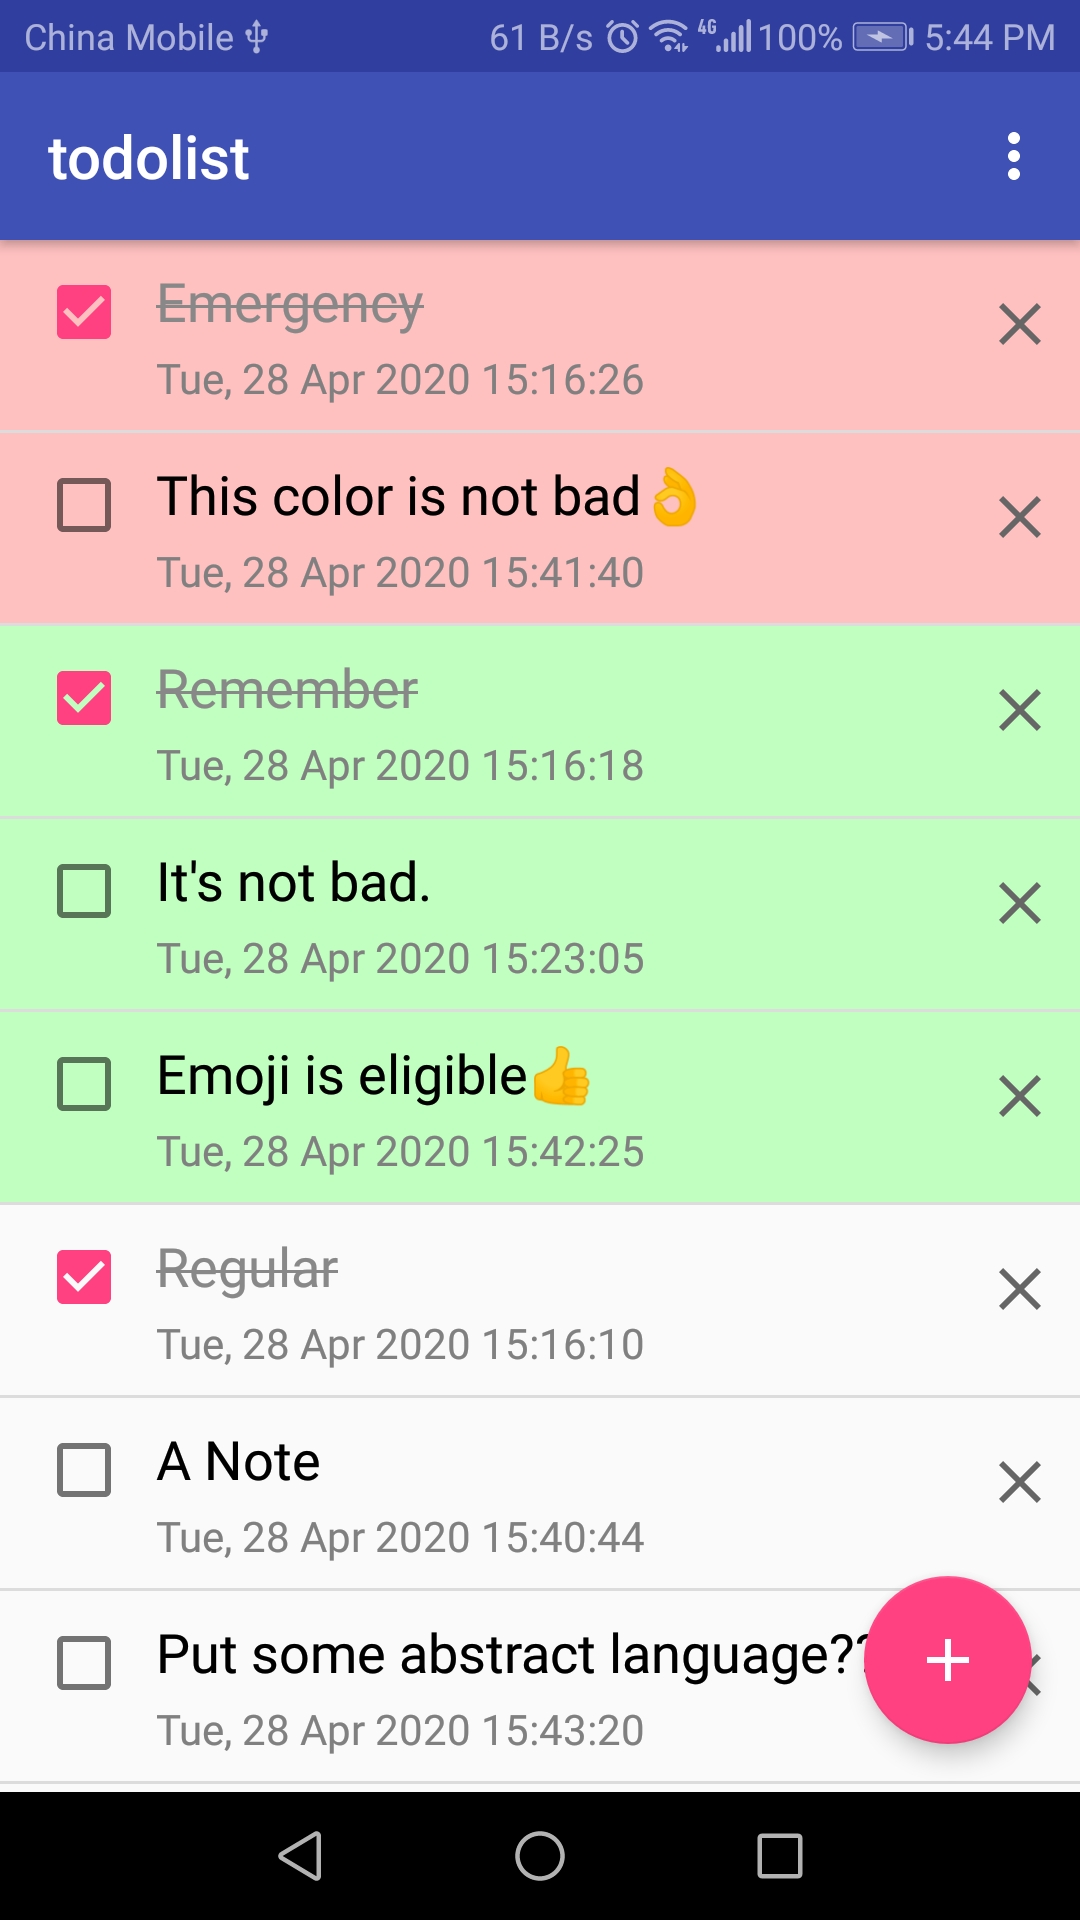 China Mobile 61 B/s 4G 100% 5:44 PM
todolist
Emergency
Tue, 28 Apr 2020 15:16:26
This color is not bad👌
Tue, 28 Apr 2020 15:41:40
Remember
Tue, 28 Apr 2020 15:16:18
It's not bad.
Tue, 28 Apr 2020 15:23:05
Emoji is eligible👍
Tue, 28 Apr 2020 15:42:25
Regular
Tue, 28 Apr 2020 15:16:10
A Note
Tue, 28 Apr 2020 15:40:44
Put some abstract language??
Tue, 28 Apr 2020 15:43:20